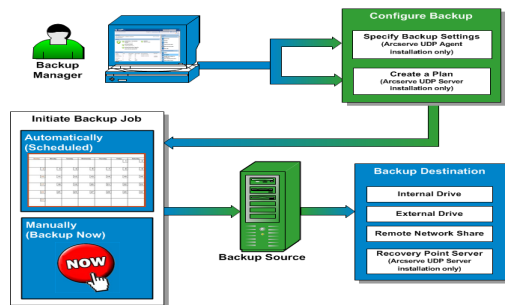 Configure Backup
Specify Backup Settings
(Arcserve UDP Agent
installation only)
Create a Plan
(Arcserve UDP Server
installation only)
Backup
Manager
Initiate Backup Job
Automatically
(Scheduled)
Manually
(Backup Now)
NOW
Backup Source
Backup Destination
Internal Drive
External Drive
Remote Network Share
Recovery Point Server
(Arcserve UDP Server
installation only)